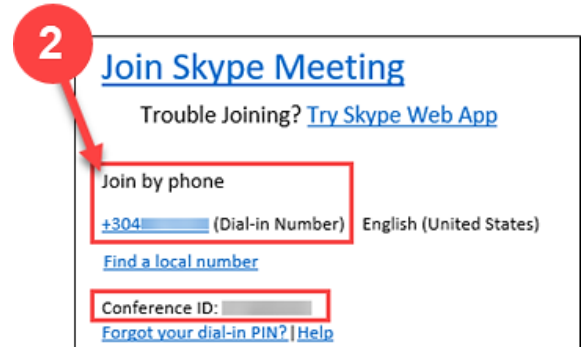 2
Join Skype Meeting
Trouble Joining? Try Skype Web App
Join by phone
+304 (Dial-in Number) English (United States)
Find a local number
Conference ID:
Forgot your dial-in PIN? | Help